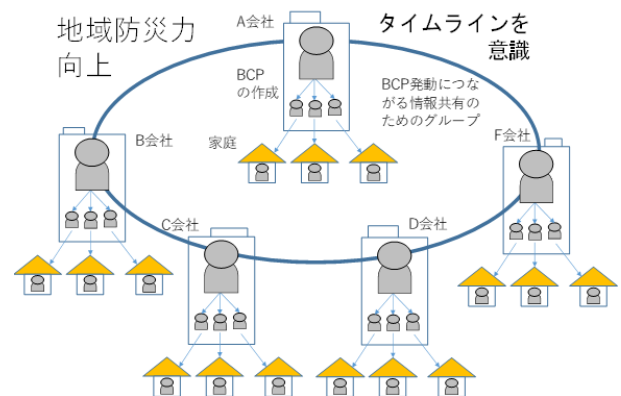 地域防災力
向上
A会社
タイムラインを
意識
BCP
の作成
BCP発動につな
がる情報共有の
ためのグループ
B会社
家庭
F会社
C会社
D会社